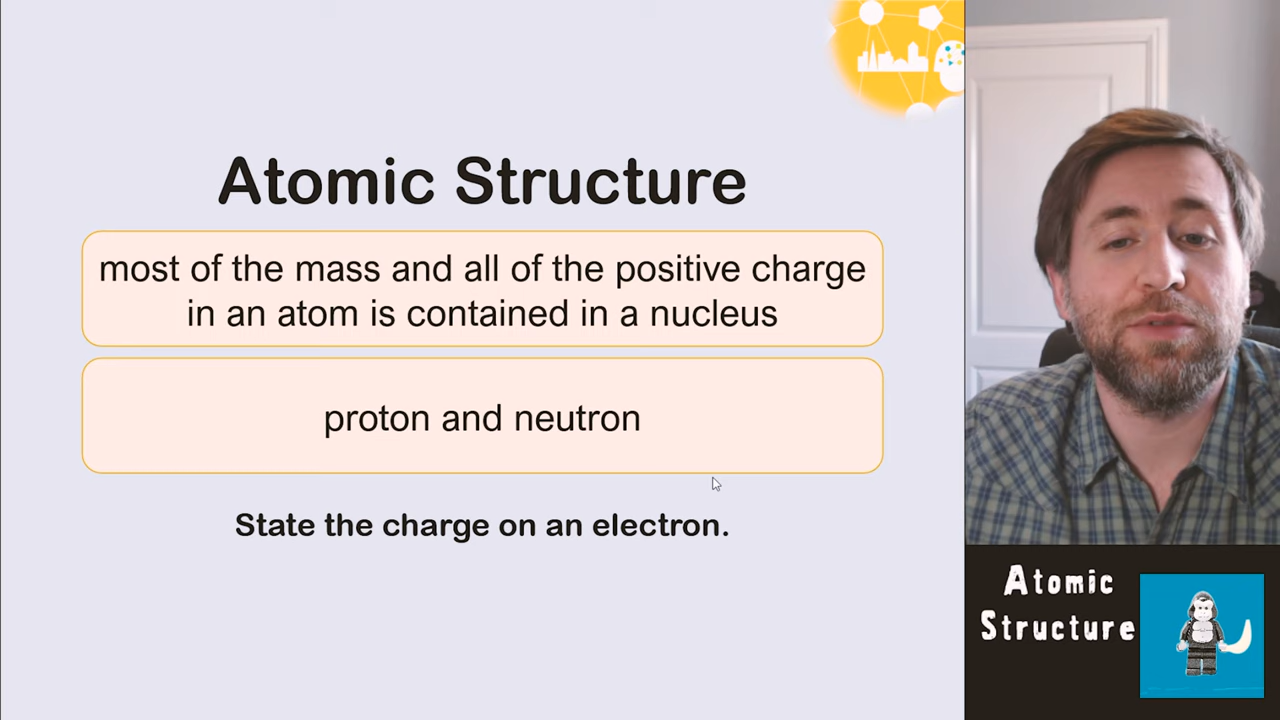 Atomic Structure
most of the mass and all of the positive charge
in an atom is contained in a nucleus
proton and neutron
State the charge on an electron.
Atomic
Structure